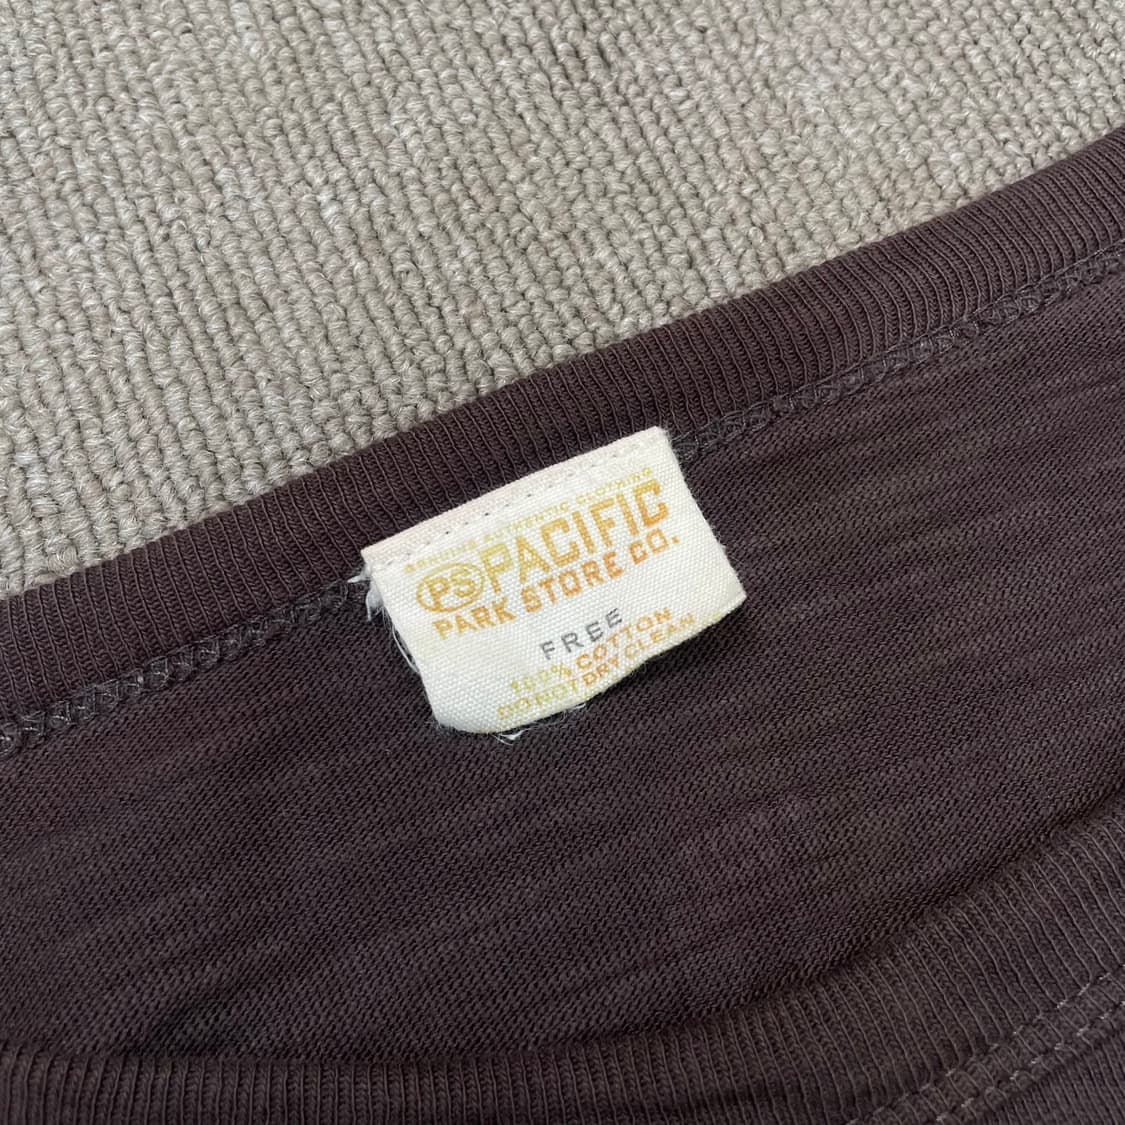 GENUINE AUTHENTIC CLOTHING
PS PACIFIC
PARK STORE CO.
FREE
100% COTTON
DO NOT DRY CLEAN